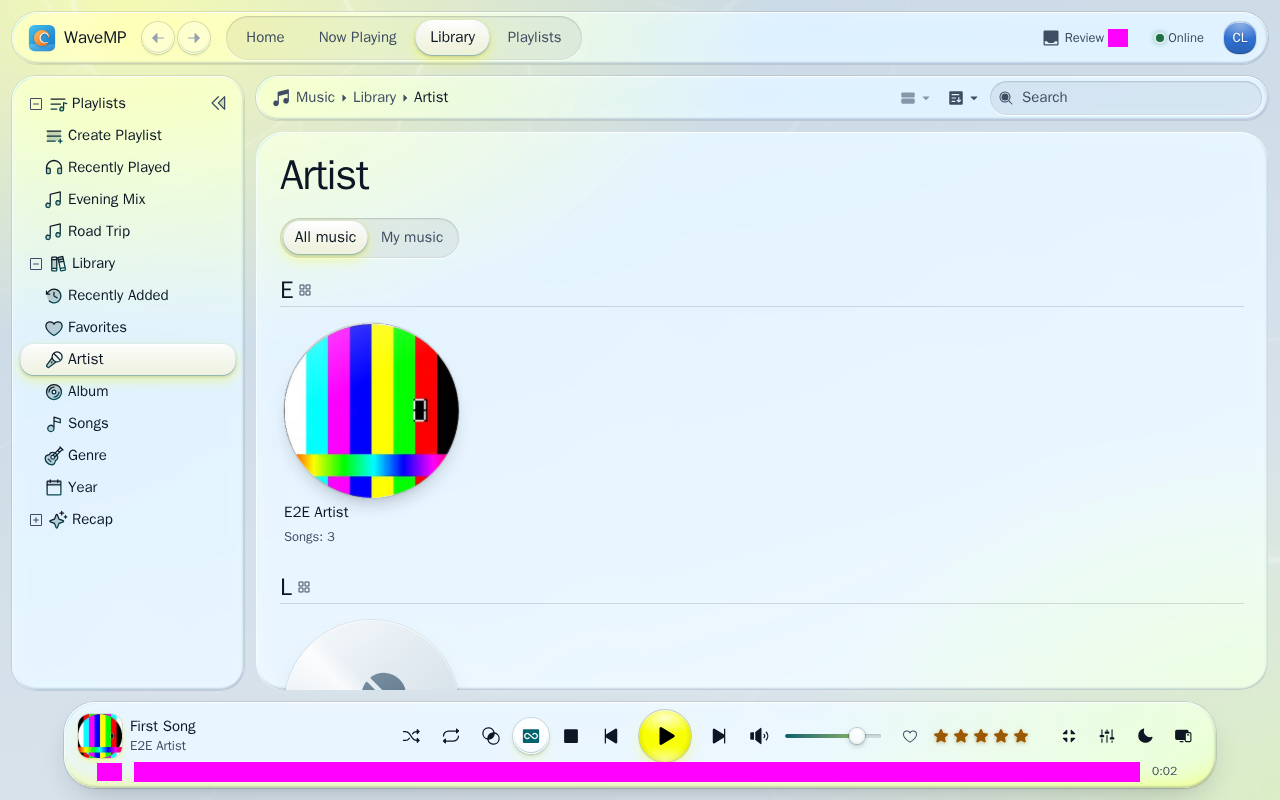 WaveMP
Home
Now Playing
Library
Playlists
Review
Online
CL
Playlists
Create Playlist
Recently Played
Evening Mix
Road Trip
Library
Recently Added
Favorites
Artist
Album
Songs
Genre
Year
Recap
Music
Library
Artist
Search
Artist
All music
My music
E
E2E Artist
Songs: 3
L
First Song
E2E Artist
0:02